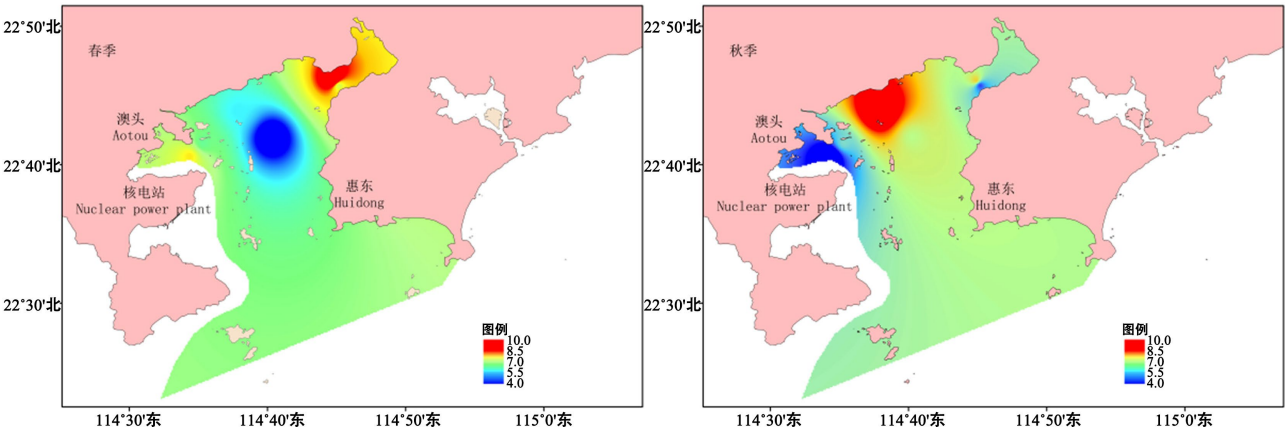 22°50'北
春季
澳头
Aotou
22°40'北
核电站
Nuclear power plant
惠东
Huidong
22°30'北
图例
10.0
8.5
7.0
5.5
4.0
114°30'东
114°40'东
114°50'东
115°0'东
22°50'北
秋季
澳头
Aotou
22°40'北
核电站
Nuclear power plant
惠东
Huidong
22°30'北
图例
10.0
8.5
7.0
5.5
4.0
114°30'东
114°40'东
114°50'东
115°0'东